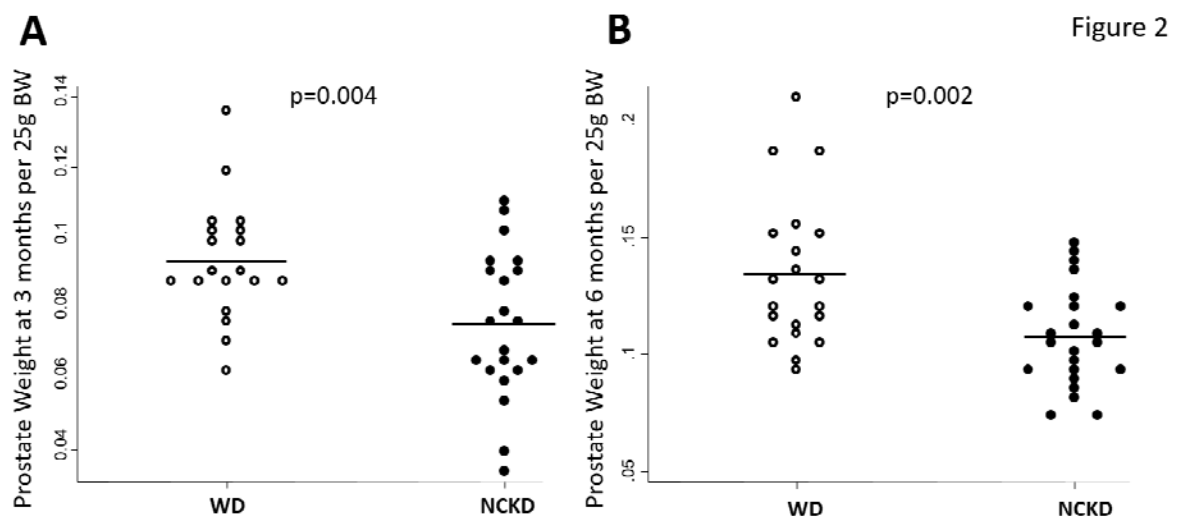 A
B
Figure 2
Prostate Weight at 3 months per 25g BW
0.14
0.12
0.1
0.08
0.06
0.04
p=0.004
WD
NCKD
Prostate Weight at 6 months per 25g BW
.2
.15
.1
.05
p=0.002
WD
NCKD